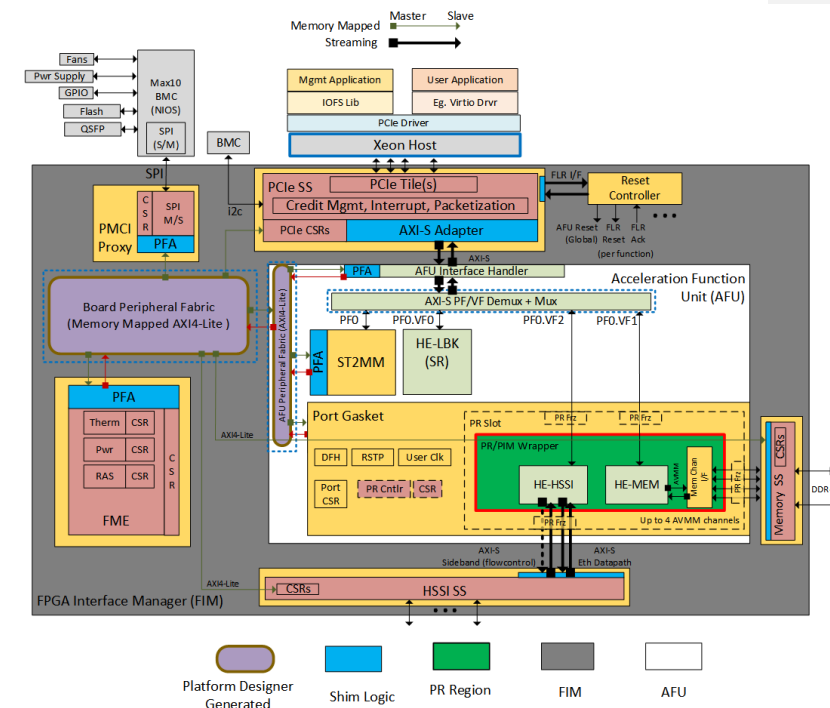 Master
Slave
Memory Mapped
Streaming
Fans
Pwr Supply
GPIO
Flash
QSFP
Max10
BMC
(NIOS)
SPI
(S/M)
SPI
BMC
i2c
Mgmt Application
User Application
IOFS Lib
Eg. Virtio Drvr
PCIe Driver
Xeon Host
PCIe SS
PCIe Tile(s)
Credit Mgmt, Interrupt, Packetization
PCIe CSRs
AXI-S Adapter
FLR I/F
Reset
Controller
AFU Reset
(Global)
FLR
Reset
FLR
Ack
(per function)
PMCI
Proxy
C
S
R
SPI
M/S
PFA
AXI-S
PFA
AFU Interface Handler
Acceleration Function
Unit (AFU)
Board Peripheral Fabric
(Memory Mapped AXI4-Lite )
AFU Peripheral Fabric (AXI4-Lite)
AXI-S PF/VF Demux + Mux
PF0
PF0.VF0
PF0.VF2
PF0.VF1
PFA
ST2MM
HE-LBK
(SR)
PFA
Therm
CSR
Pwr
CSR
RAS
CSR
C
S
R
FME
AXI4-Lite
Port Gasket
PR Slot
PR Frz
PR Frz
PR/PIM Wrapper
DFH
RSTP
User Clk
Port
CSR
PR Cntlr
CSR
HE-HSSI
HE-MEM
AVMM
Mem Chan
I/F
PR Frz
PR Frz
Up to 4 AVMM channels
CSRs
Memory SS
DDR
AXI-S
Sideband (flowcontrol)
AXI-S
Eth Datapath
AXI4-Lite
CSRs
HSSI SS
FPGA Interface Manager (FIM)
Platform Designer
Generated
Shim Logic
PR Region
FIM
AFU